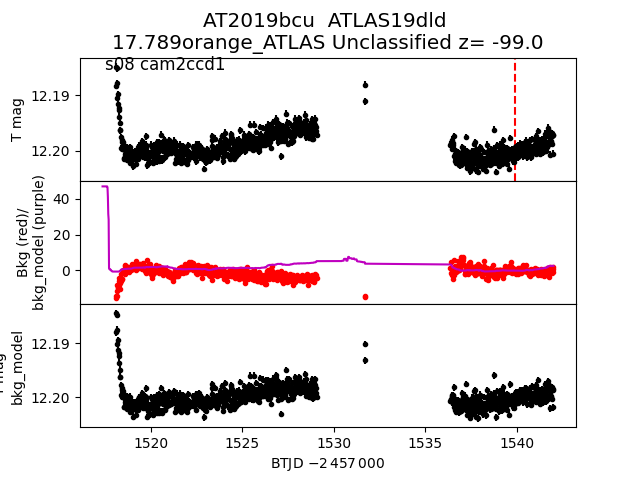 AT2019bcu  ATLAS19dld
17.789orange_ATLAS Unclassified z= -99.0
s08 cam2ccd1
T mag
12.19
12.20
Bkg (red)/
bkg_model (purple)
40
20
0
mag
bkg_model
12.19
12.20
1520
1525
1530
1535
1540
BTJD −2 457 000